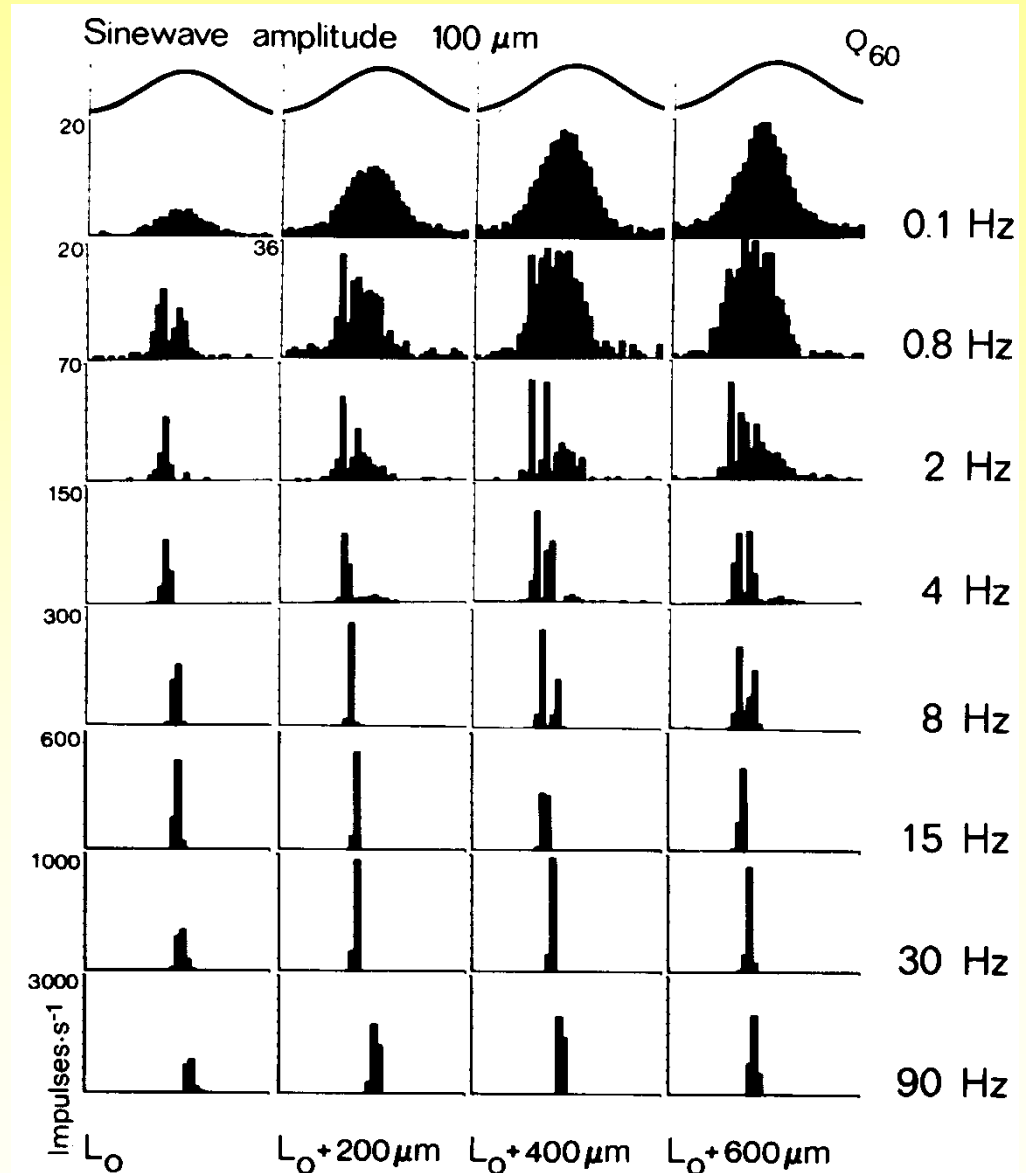 Sinewave amplitude 100 μm Q60
20
0.1 Hz
20 36
0.8 Hz
70
2 Hz
150
4 Hz
300
8 Hz
600
15 Hz
1000
30 Hz
3000
90 Hz
Impulses·s⁻¹
L0 L0+200μm L0+400μm L0+600μm